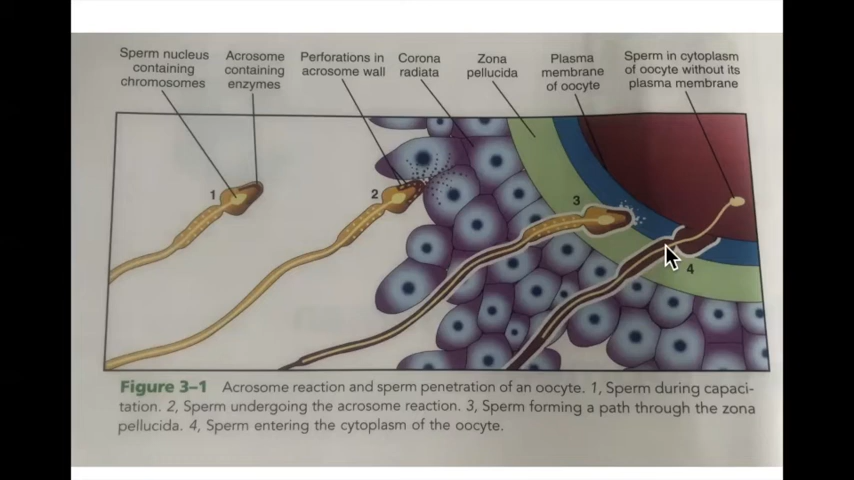 Sperm nucleus
containing
chromosomes
Acrosome
containing
enzymes
Perforations in
acrosome wall
Corona
radiata
Zona
pellucida
Plasma
membrane
of oocyte
Sperm in cytoplasm
of oocyte without its
plasma membrane
1
2
3
4
Figure 3–1 Acrosome reaction and sperm penetration of an oocyte. 1, Sperm during capaci-
tation. 2, Sperm undergoing the acrosome reaction. 3, Sperm forming a path through the zona
pellucida. 4, Sperm entering the cytoplasm of the oocyte.